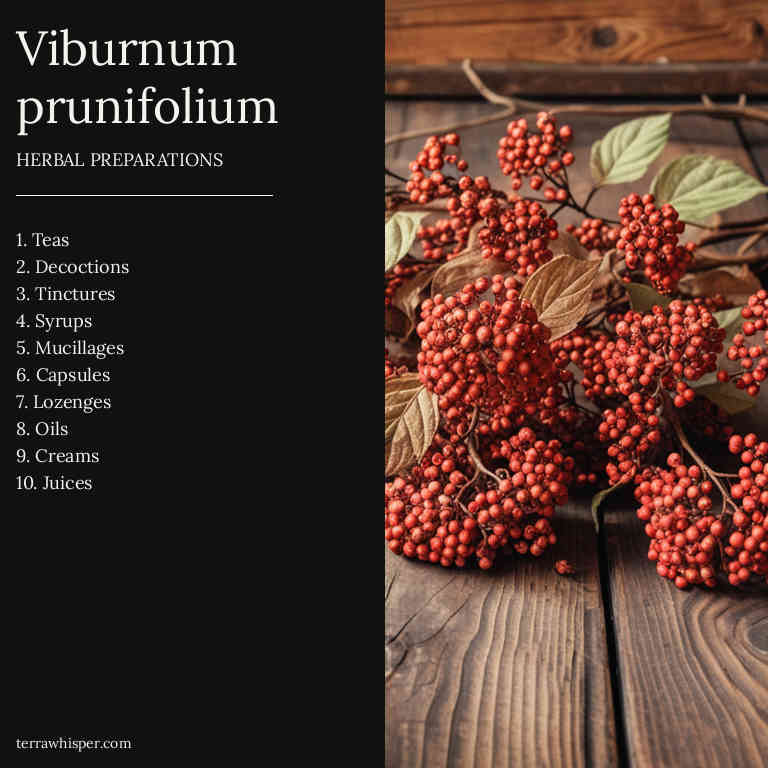 Viburnum
prunifolium
HERBAL PREPARATIONS
1. Teas
2. Decoctions
3. Tinctures
4. Syrups
5. Mucillages
6. Capsules
7. Lozenges
8. Oils
9. Creams
10. Juices
terrawhisper.com